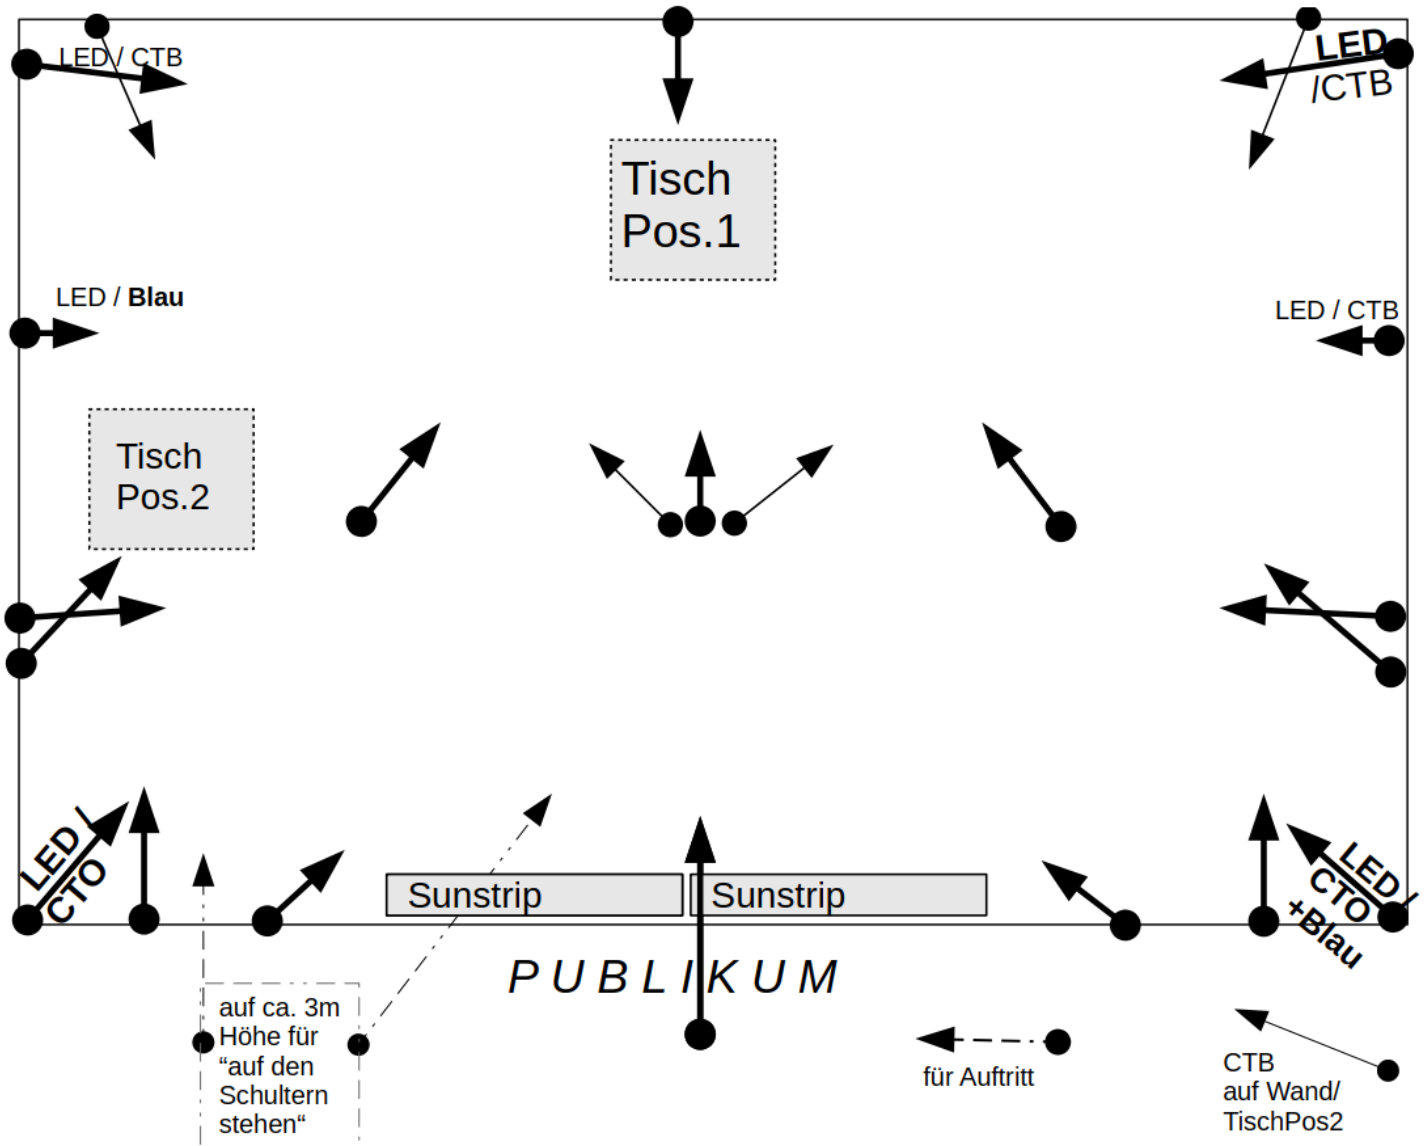 LED / CTB
LED
/CTB
Tisch
Pos.1
LED / Blau
LED / CTB
Tisch
Pos.2
LED /
CTO
Sunstrip
Sunstrip
LED /
CTO
+Blau
PUBLIKUM
auf ca. 3m
Höhe für
“auf den
Schultern
stehen“
für Auftritt
CTB
auf Wand/
TischPos2